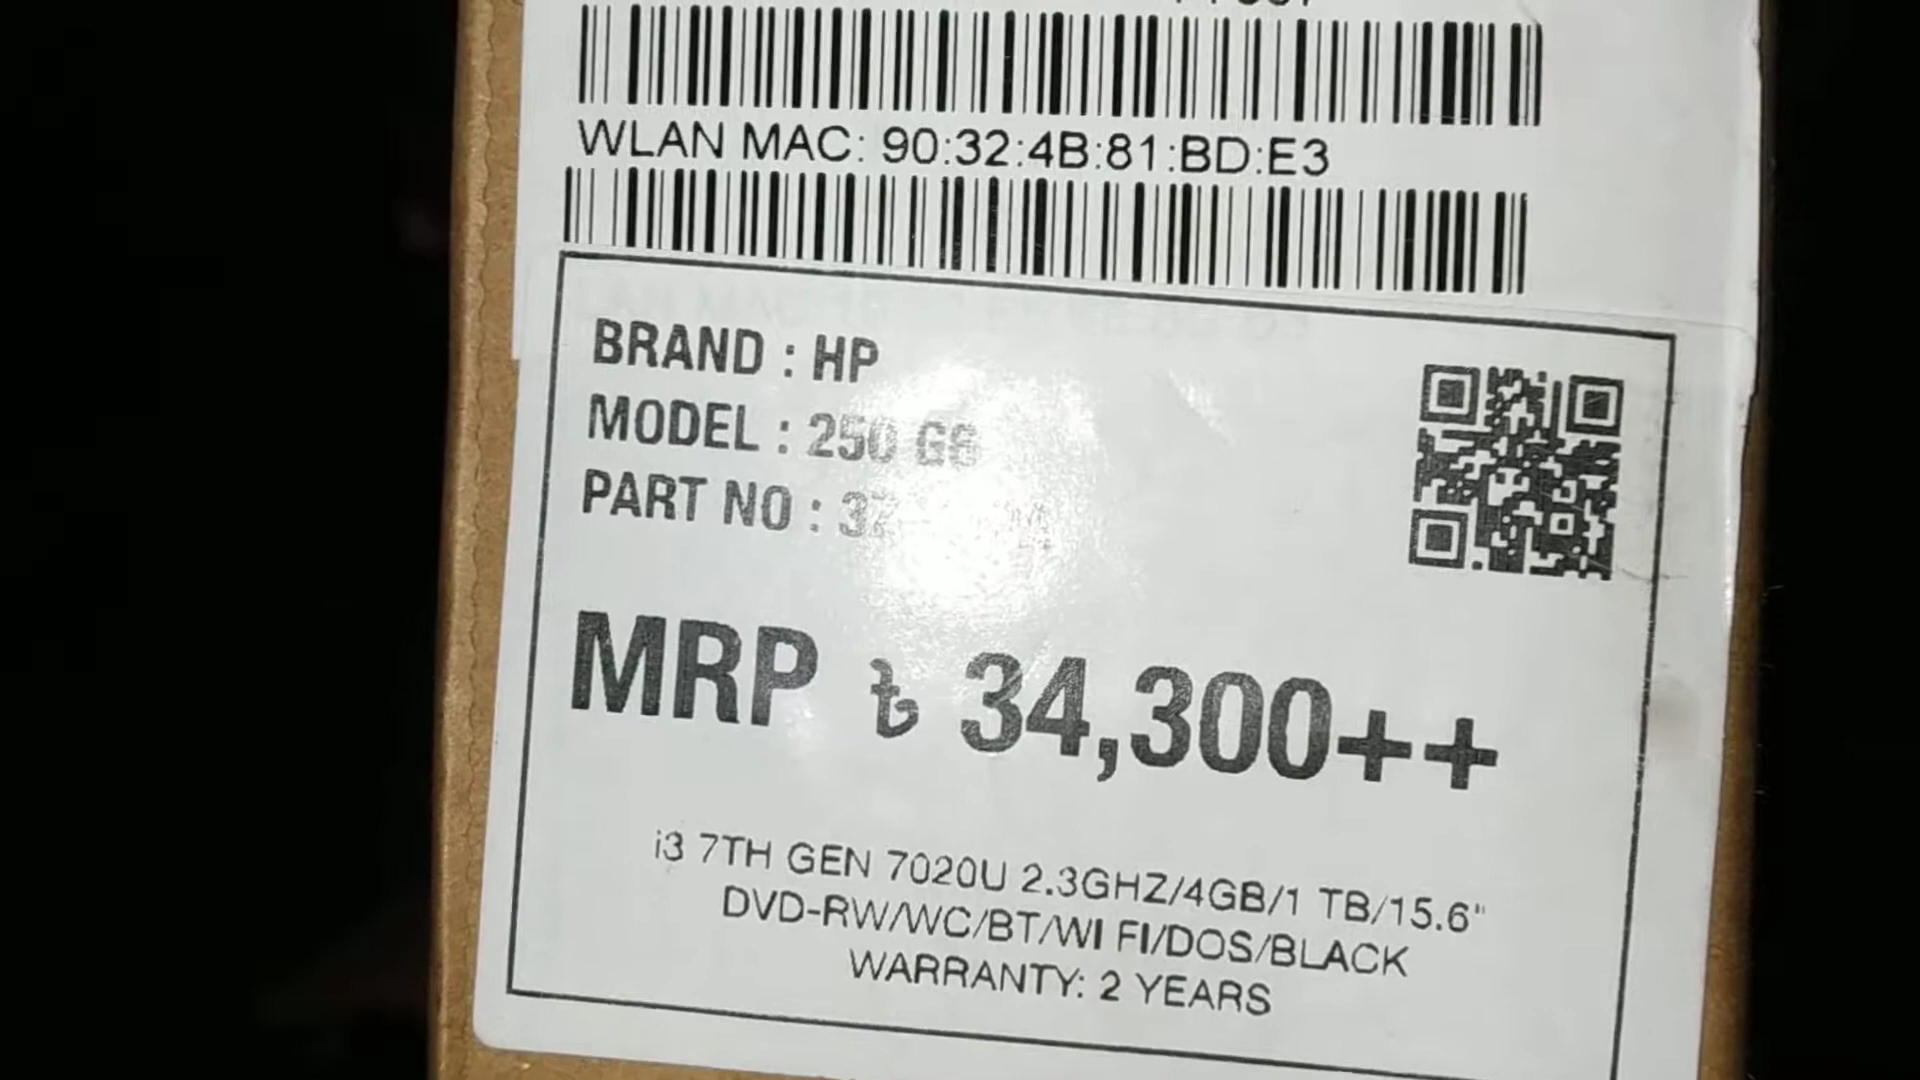 WLAN MAC: 90:32:4B:81:BD:E3
BRAND : HP
MODEL : 250 G6
PART NO :
MRP ৳ 34,300++
i3 7TH GEN 7020U 2.3GHZ/4GB/1 TB/15.6"
DVD-RW/WC/BT/WI FI/DOS/BLACK
WARRANTY: 2 YEARS